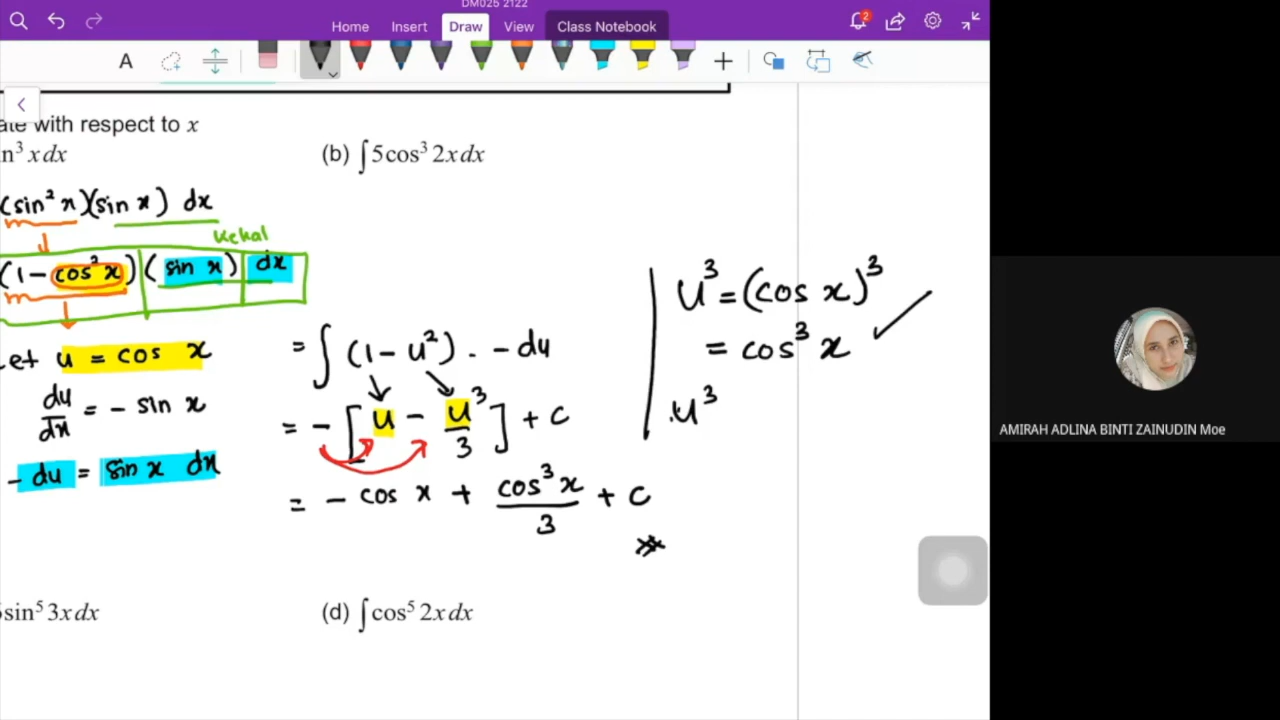 DM025 2122
Home Insert Draw View Class Notebook
2
A
ate with respect to x
n³ x dx
(b) ∫5cos³ 2x dx
(sin² x)(sin x) dx
kekal
(1 - cos² x) (sin x) dx
Let u = cos x
du/dx = - sin x
- du = sin x dx
= ∫ (1 - u²) . - du
= - [ u - u³/3 ] + c
= - cos x + cos³ x/3 + c
u³ = (cos x)³
= cos³ x ✓
u³
AMIRAH ADLINA BINTI ZAINUDIN Moe
sin⁵ 3x dx
(d) ∫cos⁵ 2x dx